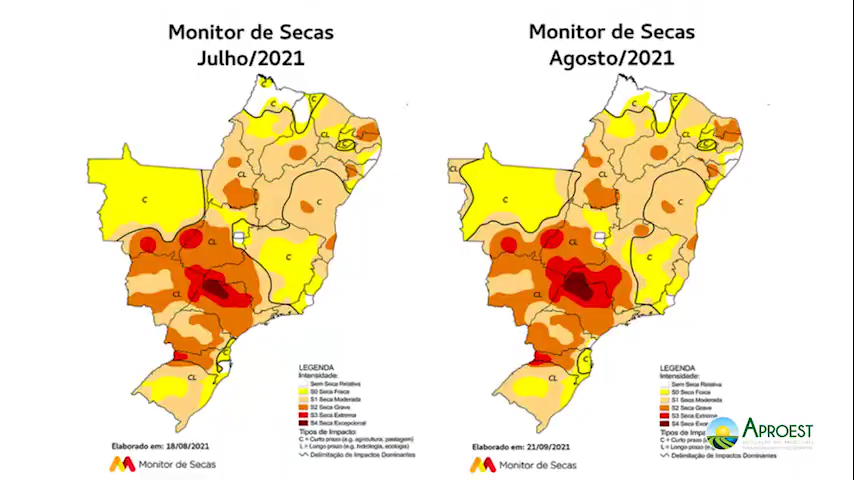 Monitor de Secas
Julho/2021
C
C
C
CL
C
CL
C
CL
C
CL
C
CL
LEGENDA
Intensidade:
Sem Seca Relativa
S0 Seca Fraca
S1 Seca Moderada
S2 Seca Grave
S3 Seca Extrema
S4 Seca Excepcional
Tipos de Impacto:
C = Curto prazo (e.g. agricultura, pastagem)
L = Longo prazo (e.g. hidrologia, ecologia)
Delimitação de Impactos Dominantes
Elaborado em: 18/08/2021
Monitor de Secas
Monitor de Secas
Agosto/2021
C
C
CL
CL
C
CL
C
CL
C
CL
C
CL
LEGENDA
Intensidade:
Sem Seca Relativa
S0 Seca Fraca
S1 Seca Moderada
S2 Seca Grave
S3 Seca Extrema
S4 Seca
Tipos de Impacto:
C = Curto prazo
L = Longo prazo (e.g. hidrologia, ecologia)
Delimitação de Impactos Dominantes
Elaborado em: 21/09/2021
Monitor de Secas
APROEST